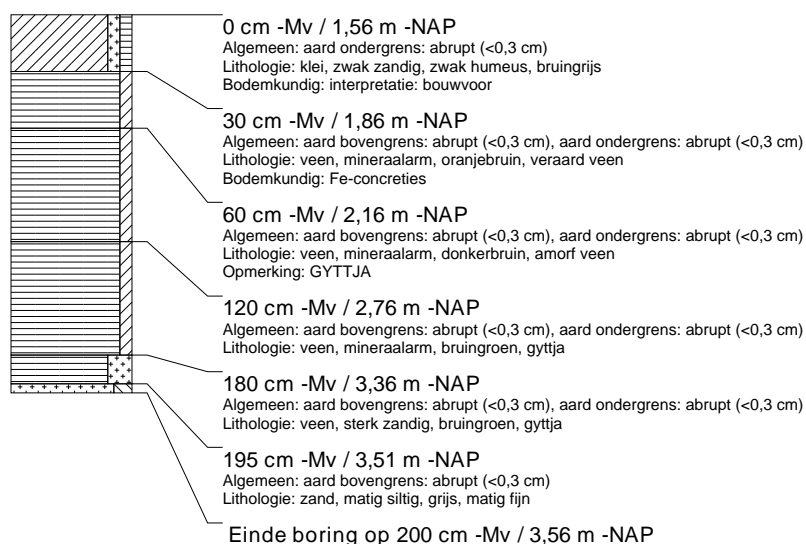 0 cm -Mv / 1,56 m -NAP
Algemeen: aard ondergrens: abrupt (<0,3 cm)
Lithologie: klei, zwak zandig, zwak humeus, bruingrijs
Bodemkundig: interpretatie: bouwvoor
30 cm -Mv / 1,86 m -NAP
Algemeen: aard bovengrens: abrupt (<0,3 cm), aard ondergrens: abrupt (<0,3 cm)
Lithologie: veen, mineraalarm, oranjebruin, veraard veen
Bodemkundig: Fe-concreties
60 cm -Mv / 2,16 m -NAP
Algemeen: aard bovengrens: abrupt (<0,3 cm), aard ondergrens: abrupt (<0,3 cm)
Lithologie: veen, mineraalarm, donkerbruin, amorf veen
Opmerking: GYTTJA
120 cm -Mv / 2,76 m -NAP
Algemeen: aard bovengrens: abrupt (<0,3 cm), aard ondergrens: abrupt (<0,3 cm)
Lithologie: veen, mineraalarm, bruingroen, gyttja
180 cm -Mv / 3,36 m -NAP
Algemeen: aard bovengrens: abrupt (<0,3 cm), aard ondergrens: abrupt (<0,3 cm)
Lithologie: veen, sterk zandig, bruingroen, gyttja
195 cm -Mv / 3,51 m -NAP
Algemeen: aard bovengrens: abrupt (<0,3 cm)
Lithologie: zand, matig siltig, grijs, matig fijn
Einde boring op 200 cm -Mv / 3,56 m -NAP